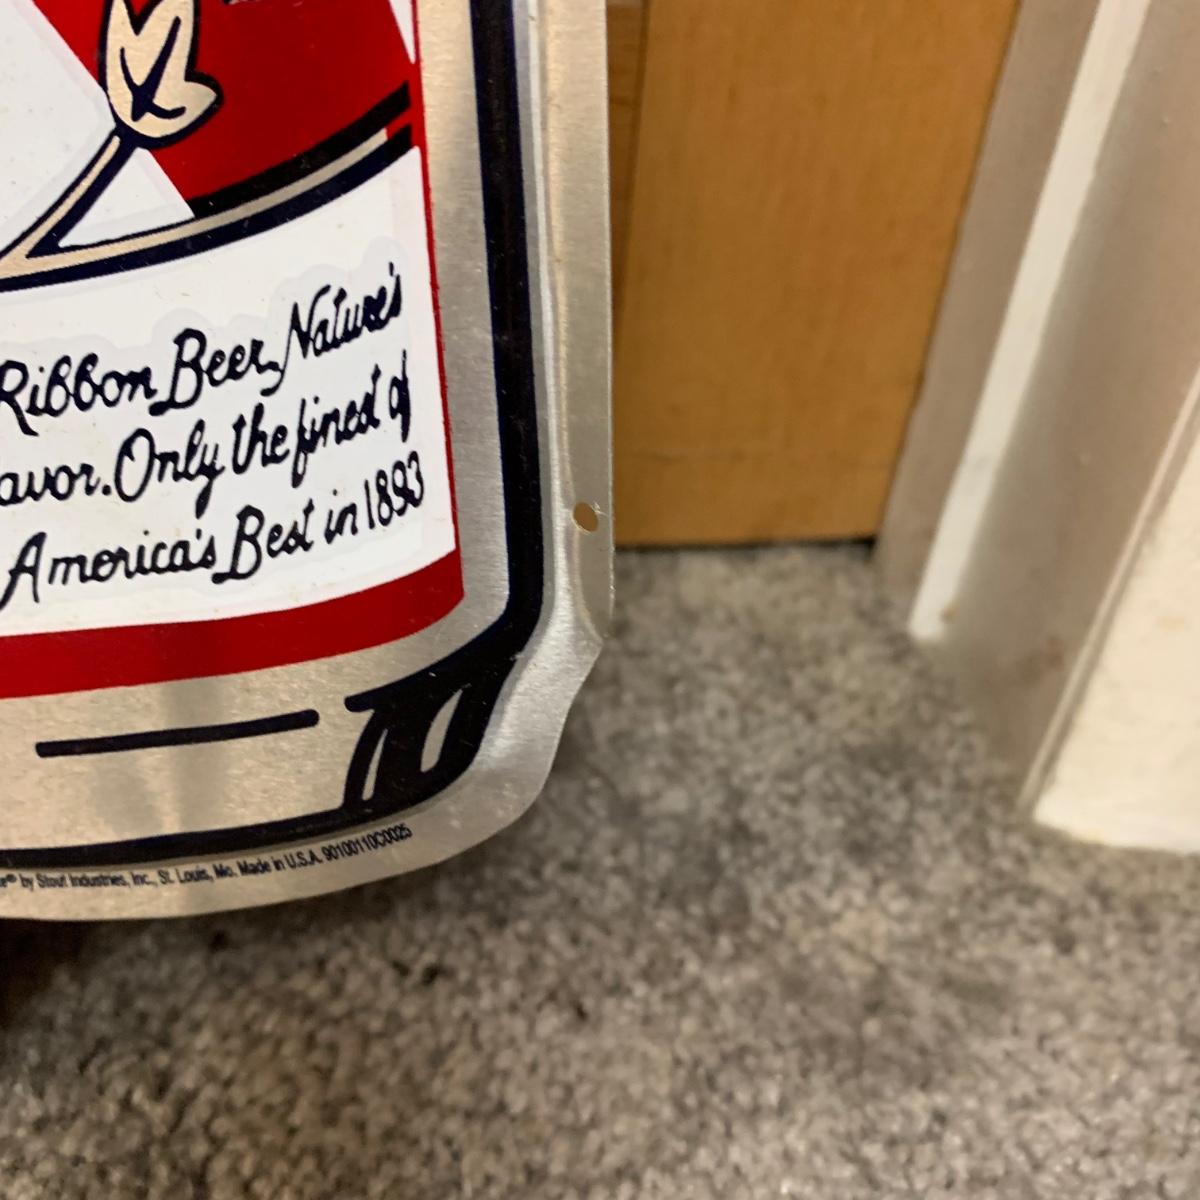 Ribbon Beer, Nature's
avor. Only the finest of
America's Best in 1893
e® by Stout Industries, Inc., St. Louis, Mo. Made in U.S.A. 90100110C0025